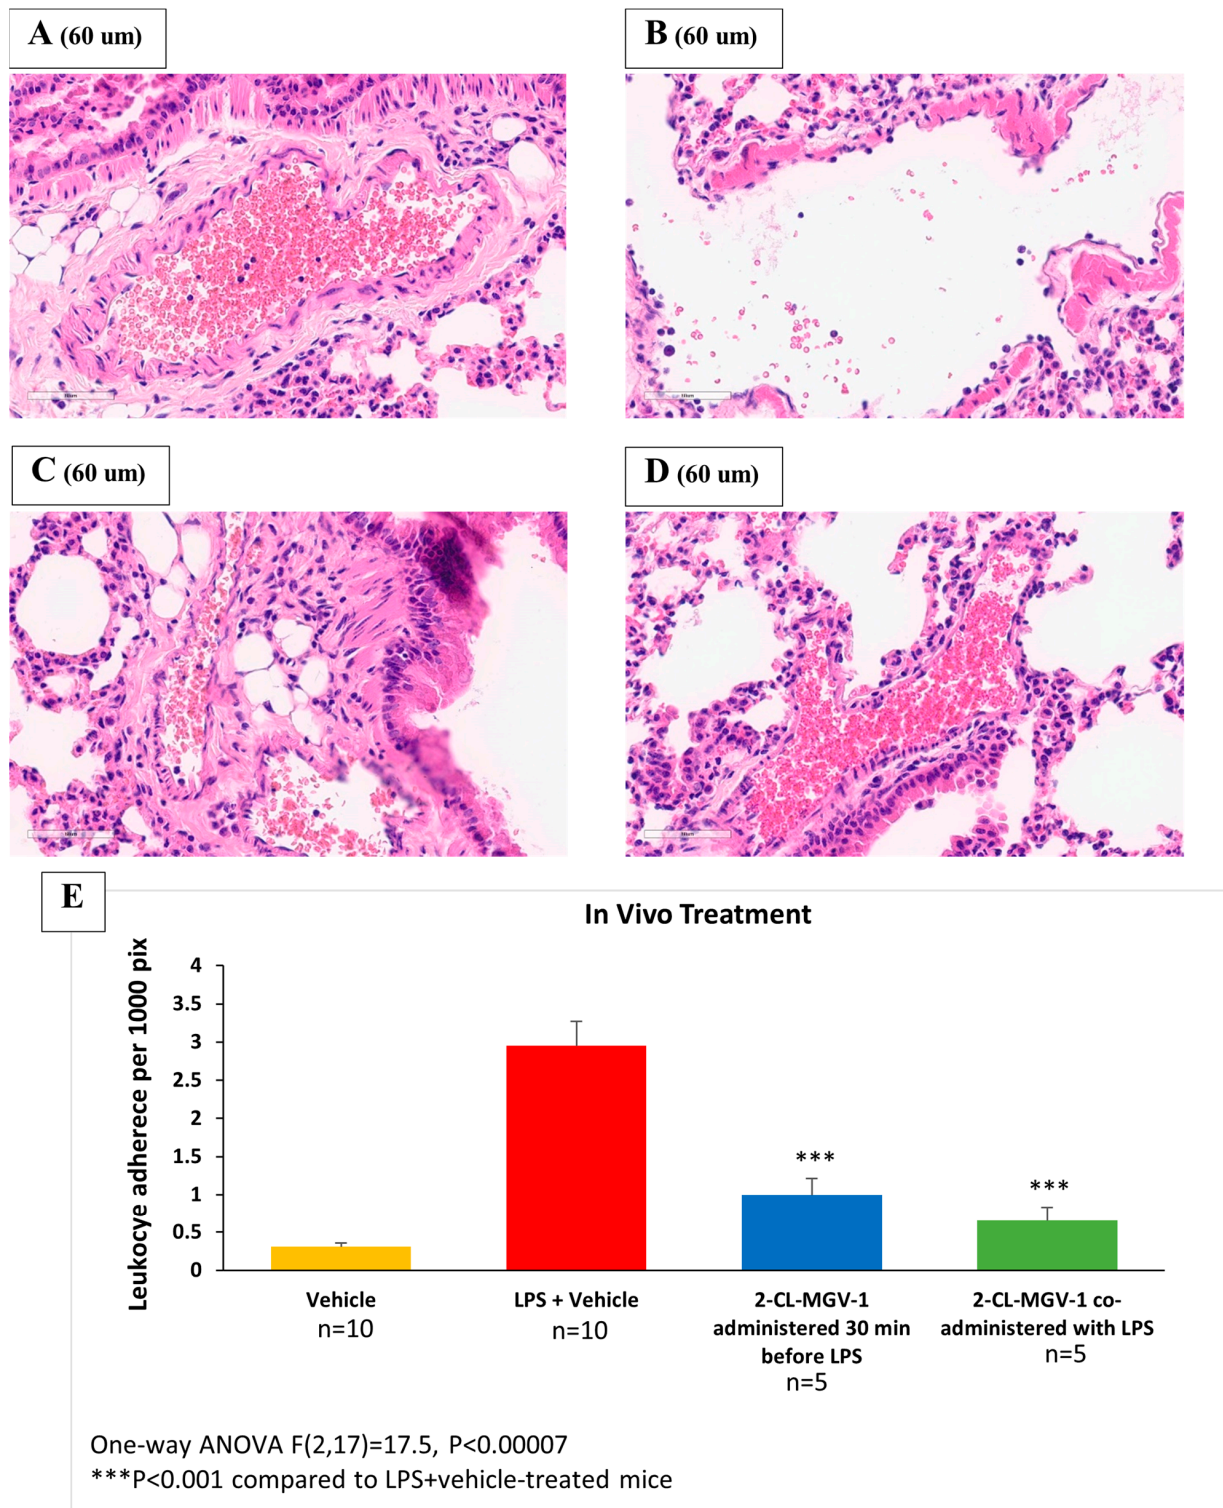 A (60 um)
B (60 um)
C (60 um)
D (60 um)
E
In Vivo Treatment
Leukocye adherece per 1000 pix
4
3.5
3
2.5
2
1.5
1
0.5
0
***
***
Vehicle
n=10
LPS + Vehicle
n=10
2-CL-MGV-1
administered 30 min
before LPS
n=5
2-CL-MGV-1 co-
administered with LPS
n=5
One-way ANOVA F(2,17)=17.5, P<0.00007
***P<0.001 compared to LPS+vehicle-treated mice